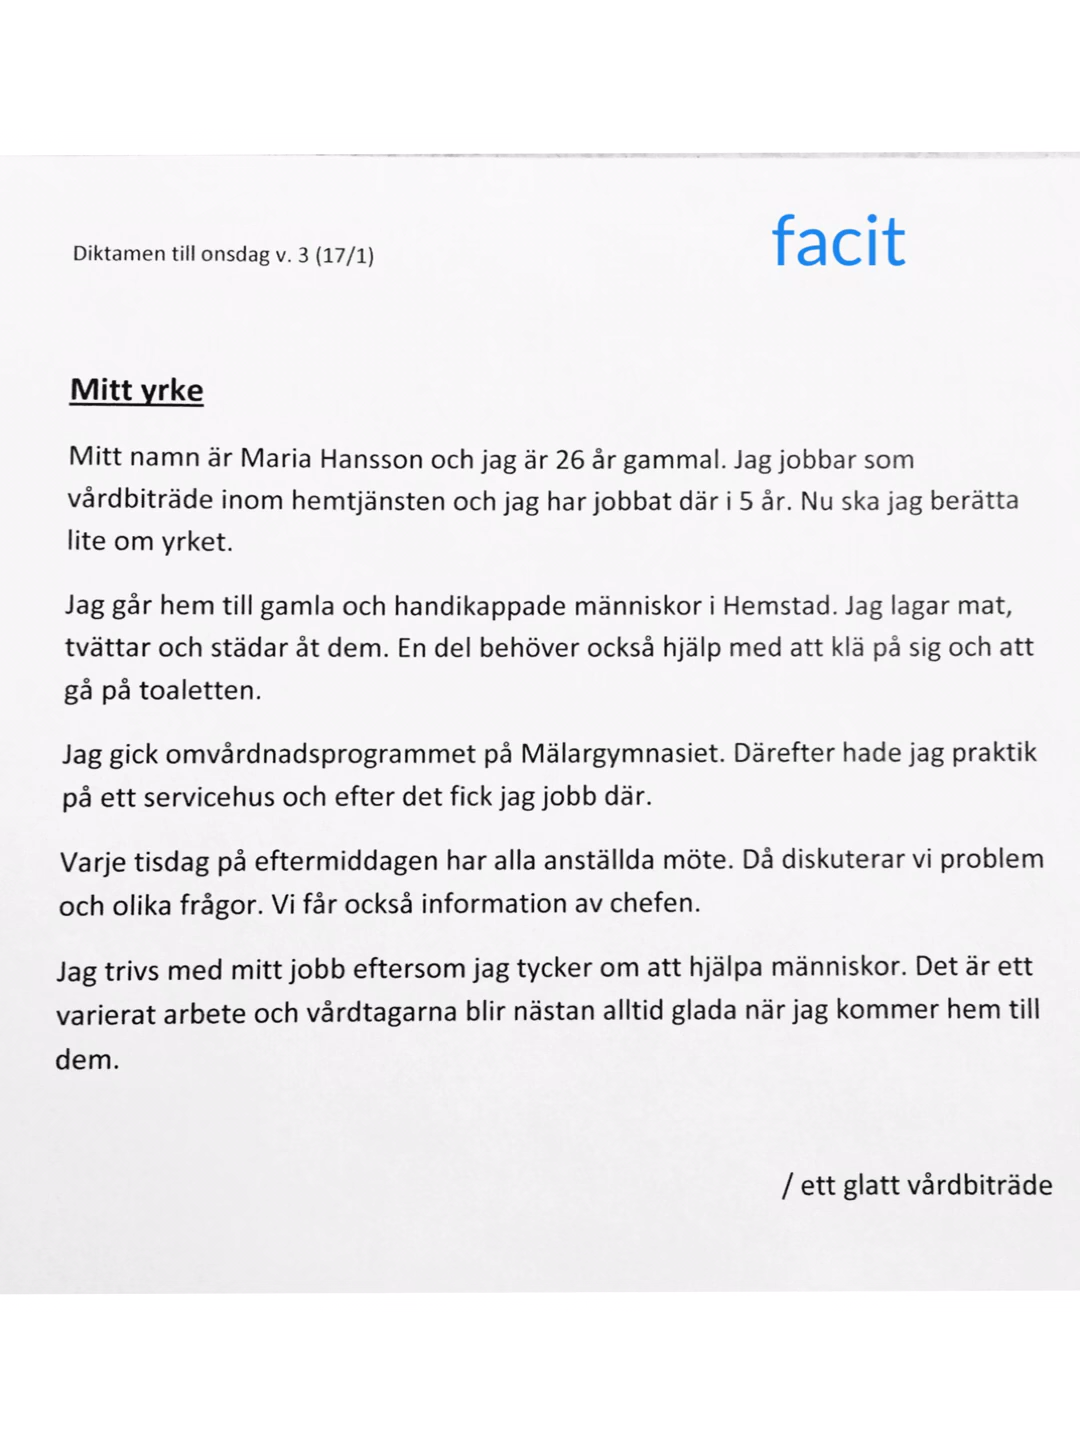 Diktamen till onsdag v. 3 (17/1)
facit
Mitt yrke
Mitt namn är Maria Hansson och jag är 26 år gammal. Jag jobbar som
vårdbiträde inom hemtjänsten och jag har jobbat där i 5 år. Nu ska jag berätta
lite om yrket.
Jag går hem till gamla och handikappade människor i Hemstad. Jag lagar mat,
tvättar och städar åt dem. En del behöver också hjälp med att klä på sig och att
gå på toaletten.
Jag gick omvårdnadsprogrammet på Mälargymnasiet. Därefter hade jag praktik
på ett servicehus och efter det fick jag jobb där.
Varje tisdag på eftermiddagen har alla anställda möte. Då diskuterar vi problem
och olika frågor. Vi får också information av chefen.
Jag trivs med mitt jobb eftersom jag tycker om att hjälpa människor. Det är ett
varierat arbete och vårdtagarna blir nästan alltid glada när jag kommer hem till
dem.
/ ett glatt vårdbiträde